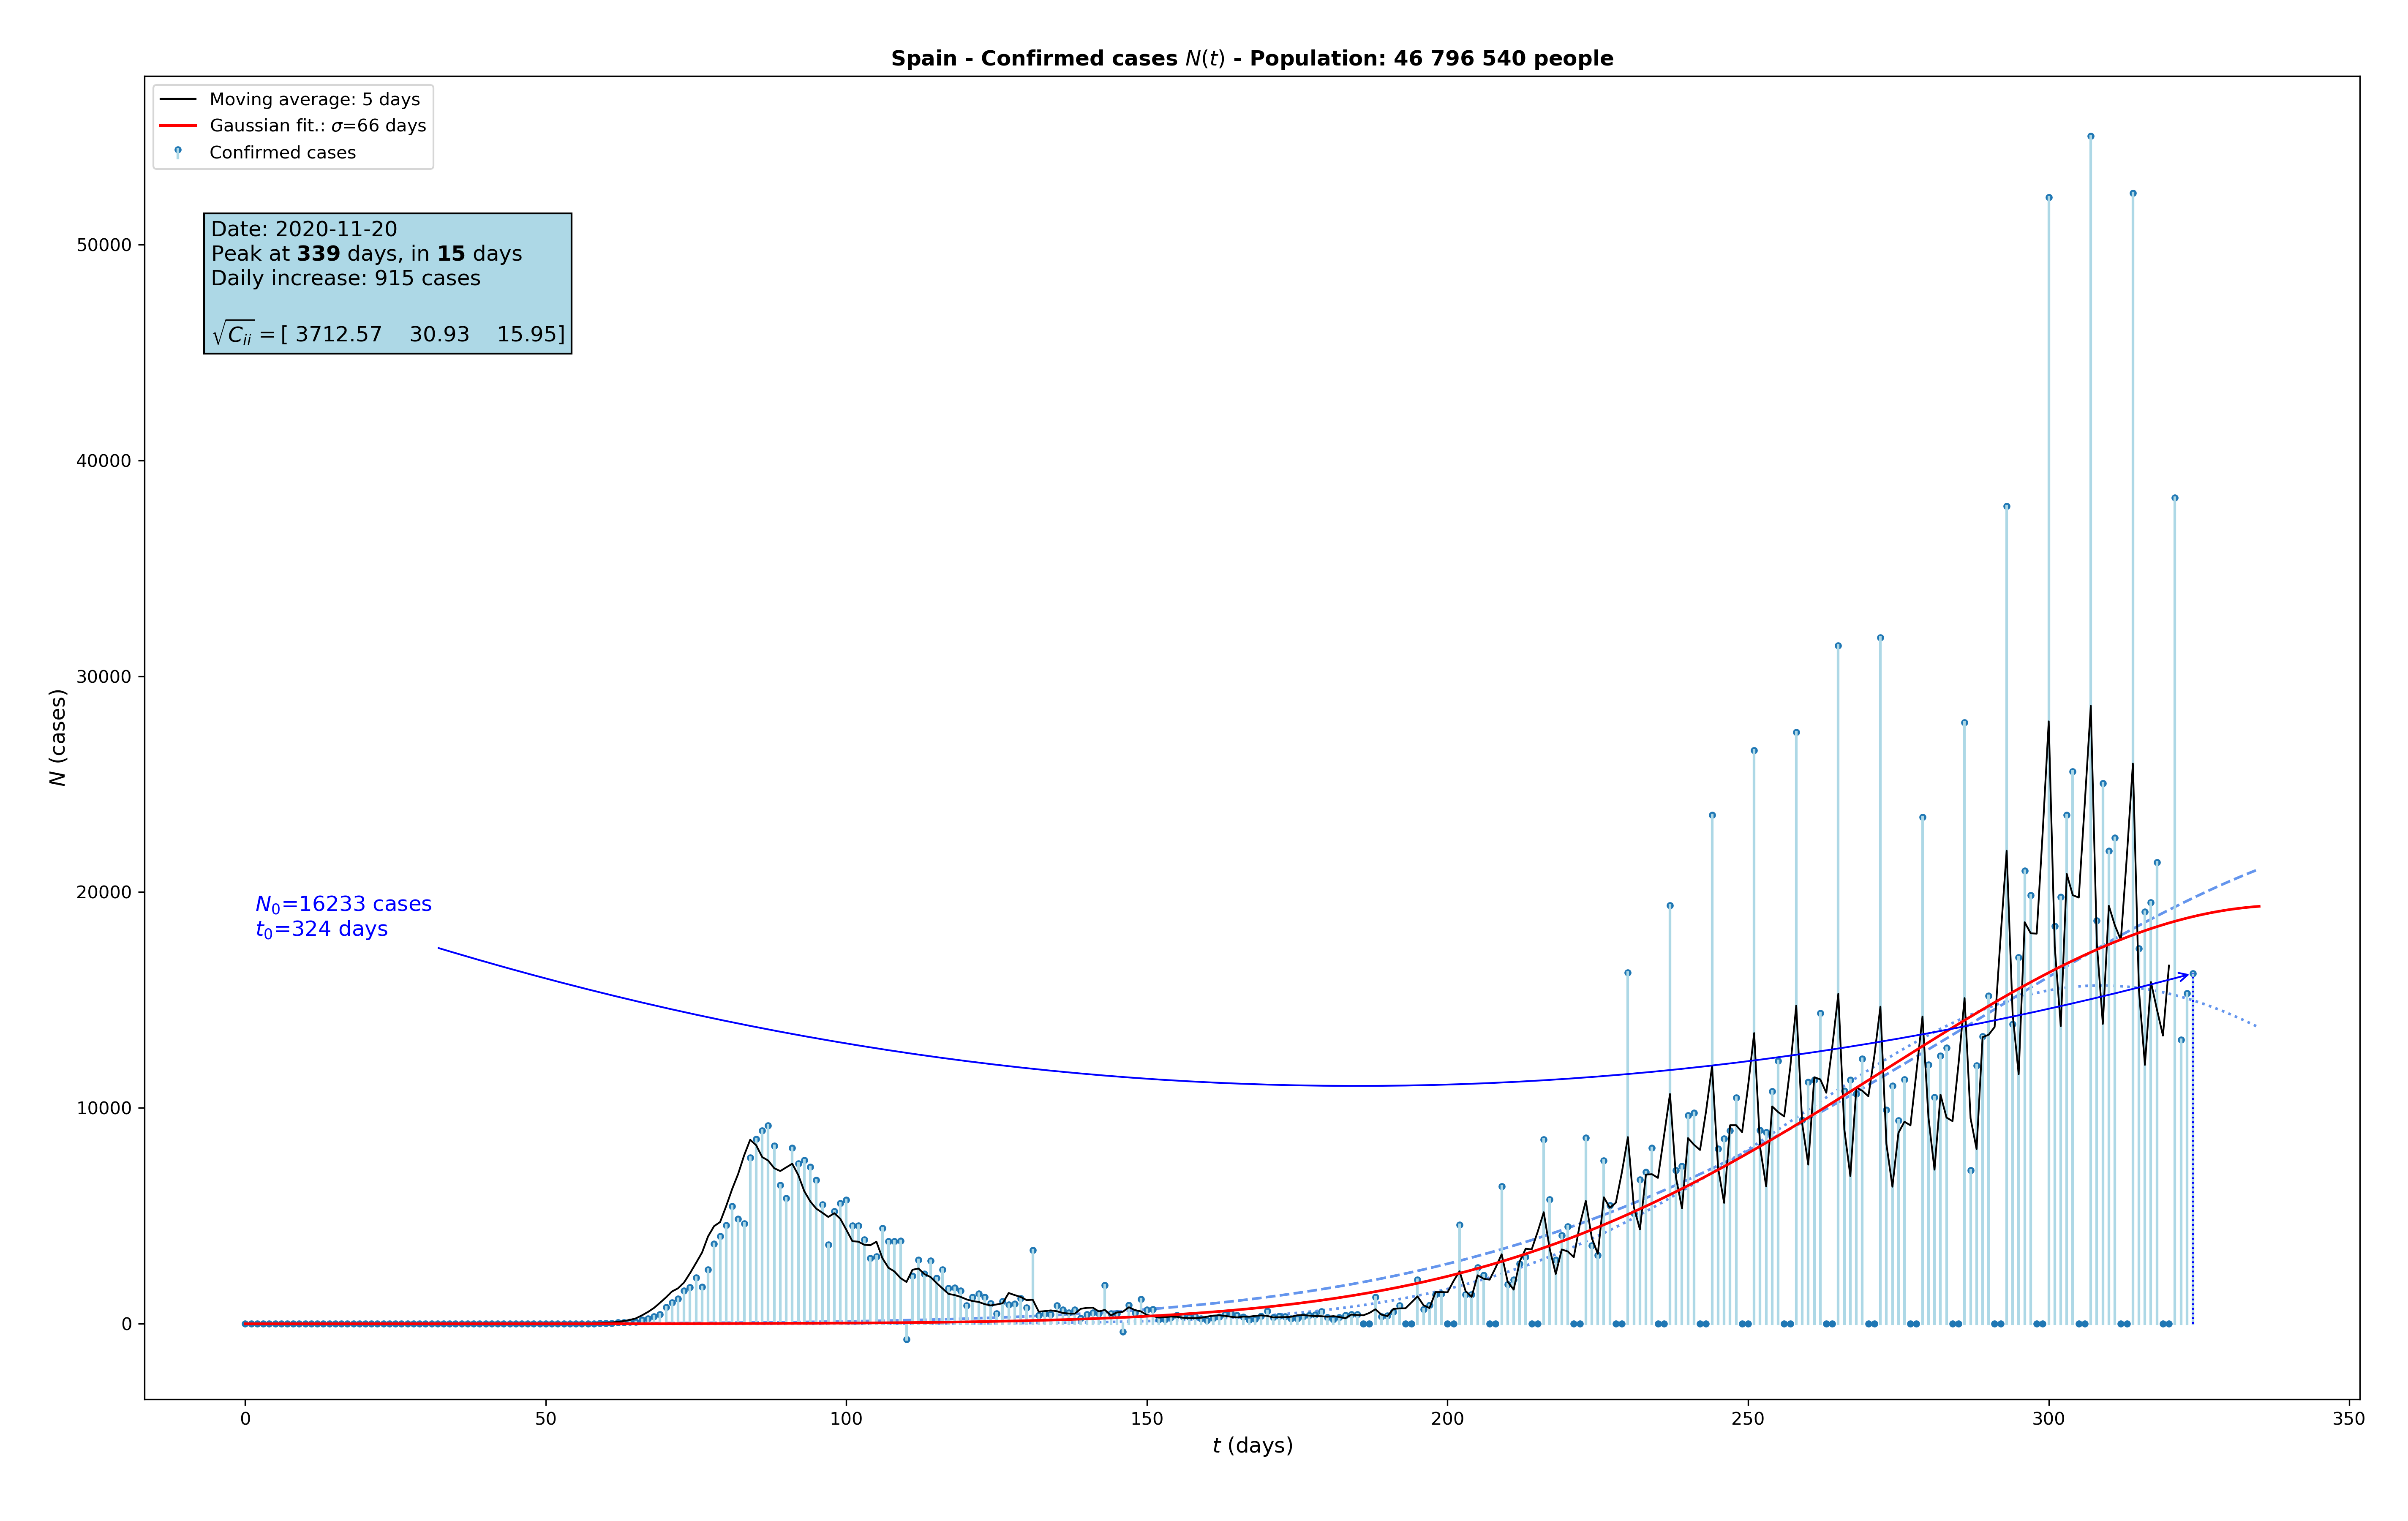 Spain - Confirmed cases N(t) - Population: 46 796 540 people
Moving average: 5 days
Gaussian fit.: σ=66 days
Confirmed cases
Date: 2020-11-20
Peak at 339 days, in 15 days
Daily increase: 915 cases
√Cᵢᵢ = [ 3712.57 30.93 15.95]
N₀=16233 cases
t₀=324 days
50000
40000
30000
20000
10000
0
N (cases)
0 50 100 150 200 250 300 350
t (days)